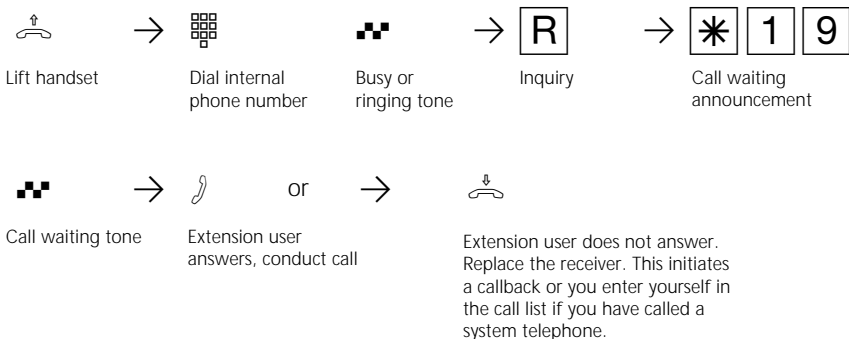 R
* 1 9
Lift handset
Dial internal
phone number
Busy or
ringing tone
Inquiry
Call waiting
announcement
or
Call waiting tone
Extension user
answers, conduct call
Extension user does not answer.
Replace the receiver. This initiates
a callback or you enter yourself in
the call list if you have called a
system telephone.